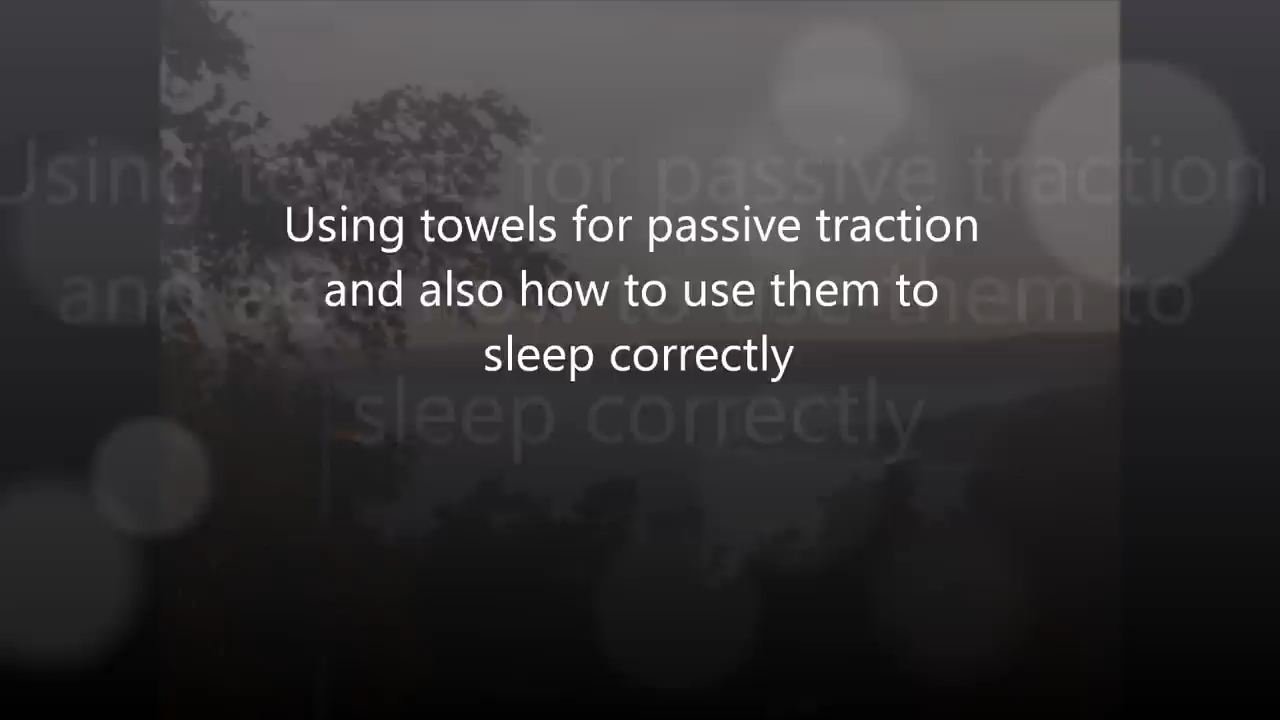 Using towels for passive traction
and also how to use them to
sleep correctly